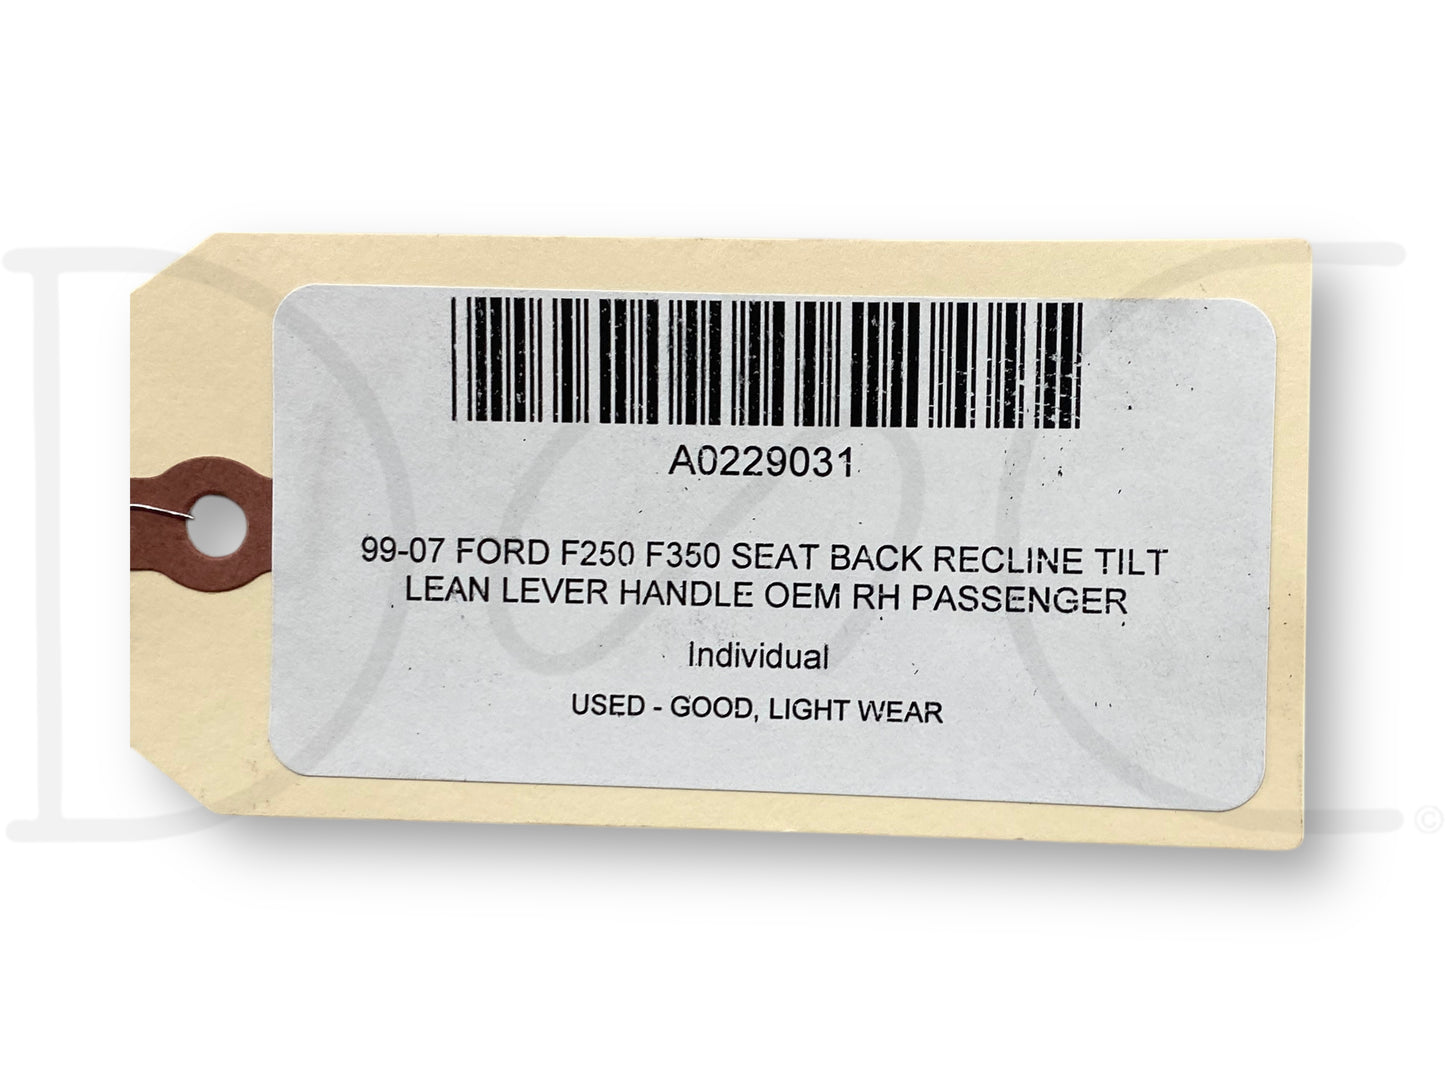 A0229031
99-07 FORD F250 F350 SEAT BACK RECLINE TILT
LEAN LEVER HANDLE OEM RH PASSENGER
Individual
USED - GOOD, LIGHT WEAR
©